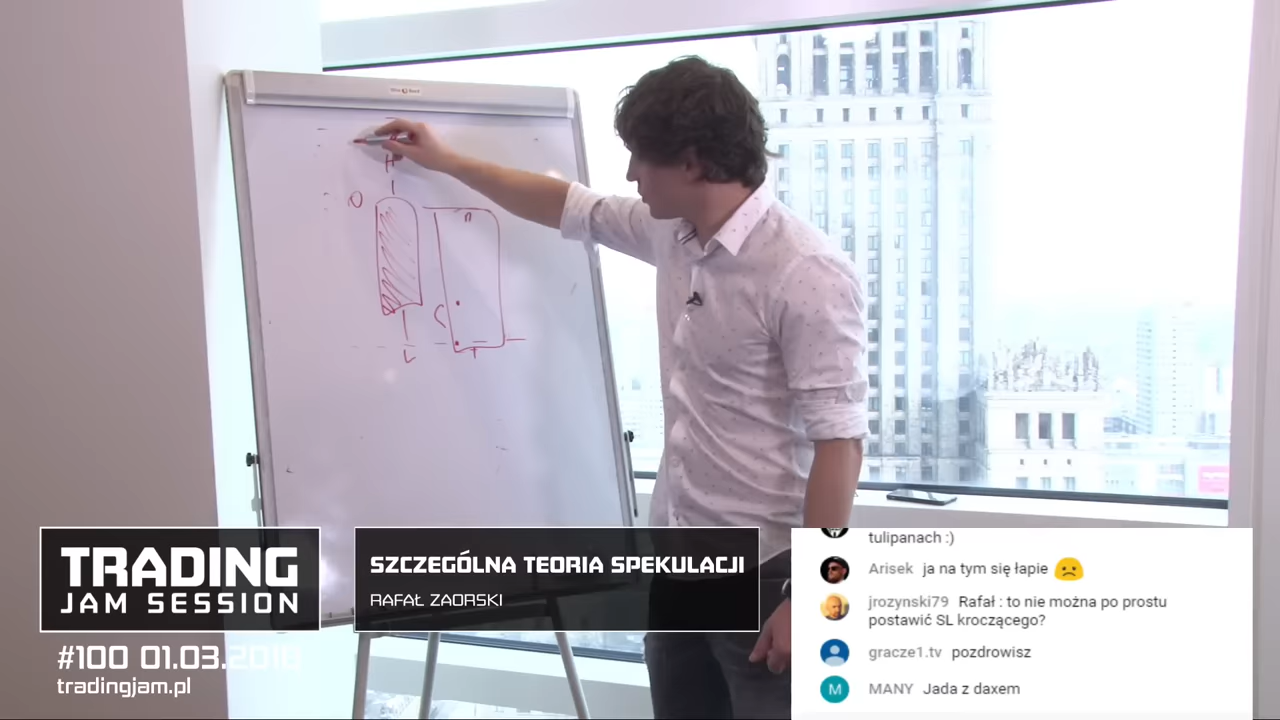 O
H
n
C
L
TRADING
JAM SESSION
#100 01.03.2018
tradingjam.pl
SZCZEGÓLNA TEORIA SPEKULACJI
RAFAŁ ZAORSKI
tulipanach :)
Arisek ja na tym się łapie
jrozynski79 Rafał : to nie można po prostu
postawić SL kroczącego?
gracze1.tv pozdrowisz
M MANY Jada z daxem